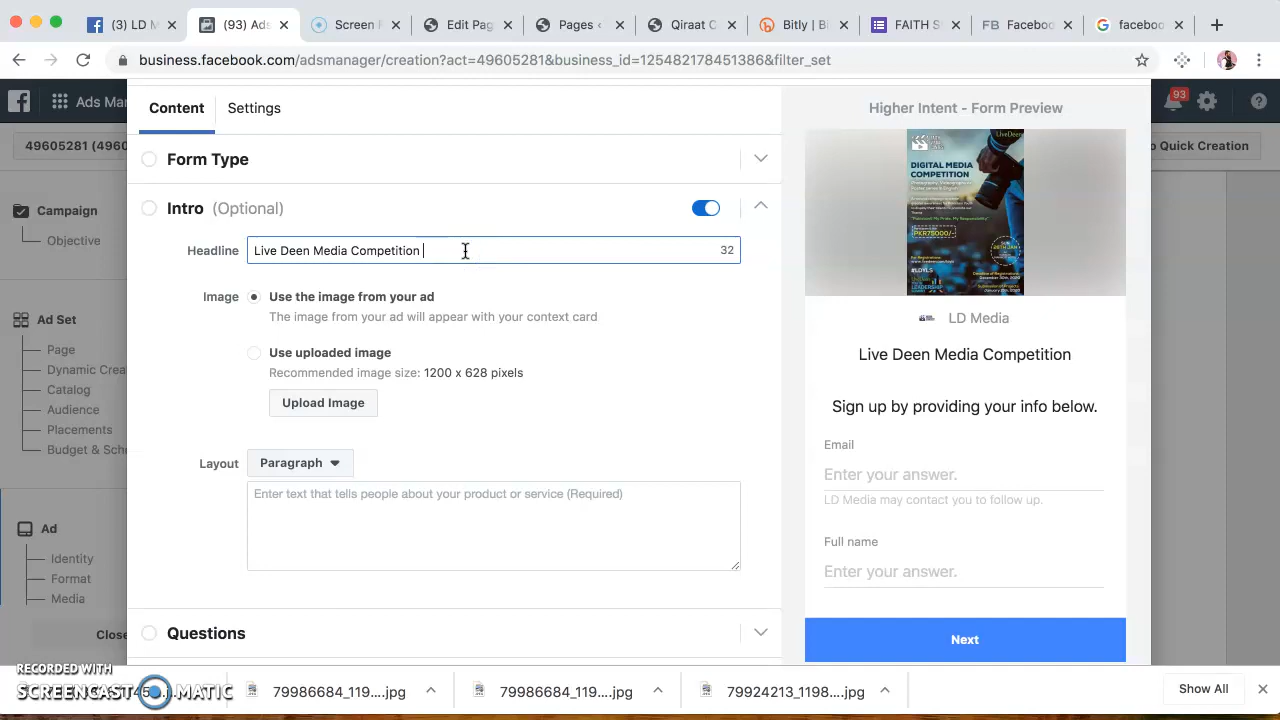 (3) LD M
(93) Ads
Screen
Edit Pag
Pages
Qiraat C
Bitly | Bi
FAITH S
FB Faceboo
faceboo
business.facebook.com/adsmanager/creation?act=49605281&business_id=125482178451386&filter_set
Ads Ma
93
49605281 (4960
o Quick Creation
Campaign
Objective
Ad Set
Page
Dynamic Crea
Catalog
Audience
Placements
Budget & Sche
Ad
Identity
Format
Media
Close
Content
Settings
Form Type
Intro (Optional)
Headline
Live Deen Media Competition
32
Image
Use the image from your ad
The image from your ad will appear with your context card
Use uploaded image
Recommended image size: 1200 x 628 pixels
Upload Image
Layout
Paragraph
Enter text that tells people about your product or service (Required)
Questions
Higher Intent - Form Preview
LiveDeen
DIGITAL MEDIA
COMPETITION
PKR75000/-
#LDYLS
LD Media
Live Deen Media Competition
Sign up by providing your info below.
Email
Enter your answer.
LD Media may contact you to follow up.
Full name
Enter your answer.
Next
RECORDED WITH
SCREENCAST-O-MATIC
79986684_119....jpg
79986684_119....jpg
79924213_1198....jpg
Show All